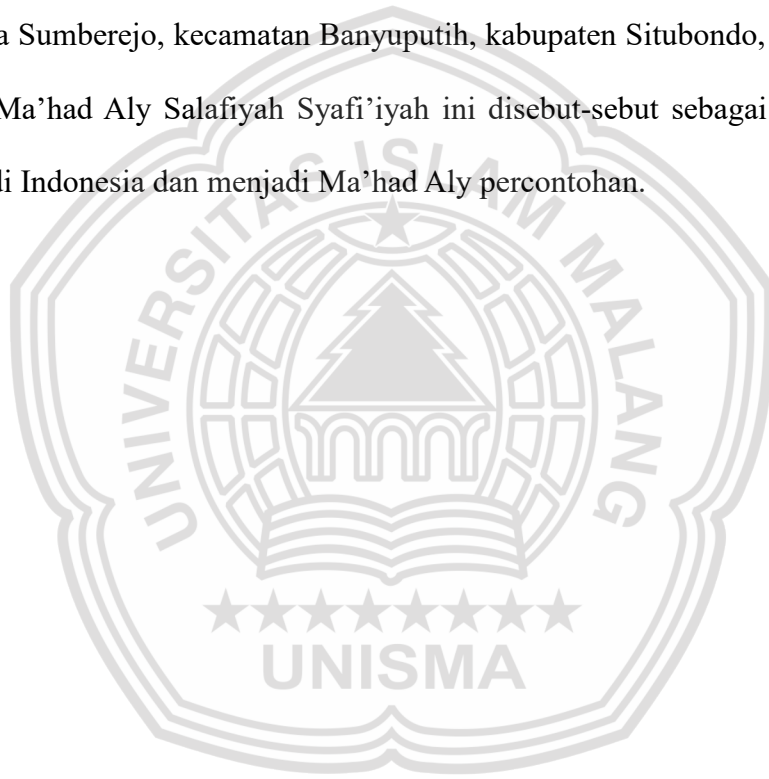 a Sumberejo, kecamatan Banyuputih, kabupaten Situbondo,
Ma’had Aly Salafiyah Syafi’iyah ini disebut-sebut sebagai
di Indonesia dan menjadi Ma’had Aly percontohan.
UNIVERSITAS ISLAM MALANG
UNISMA